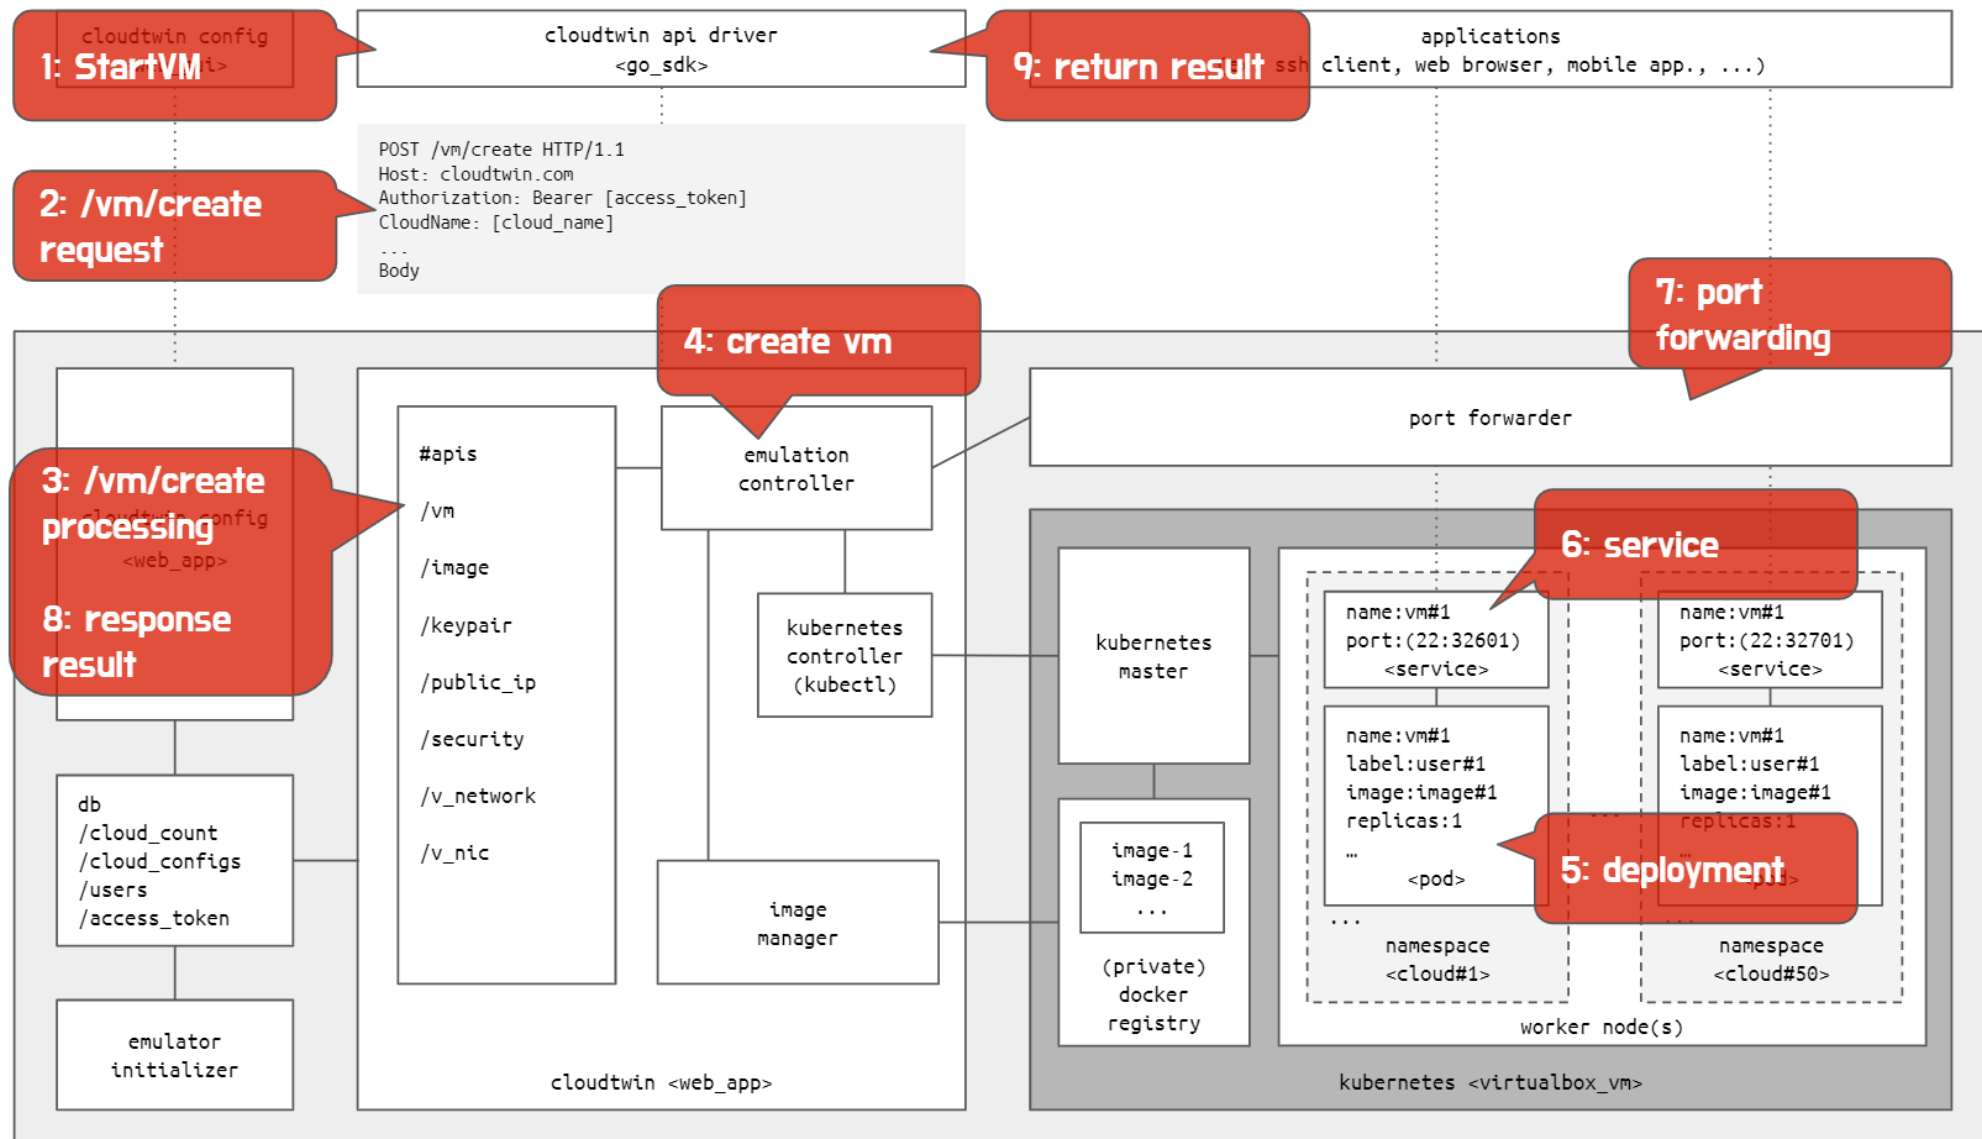 cloudtwin config
1: StartVM
cloudtwin api driver
<go_sdk>
9: return result
applications
ssh client, web browser, mobile app., ...)
POST /vm/create HTTP/1.1
Host: cloudtwin.com
Authorization: Bearer [access_token]
CloudName: [cloud_name]
...
Body
2: /vm/create
request
4: create vm
7: port
forwarding
port forwarder
3: /vm/create
processing
cloudtwin config
<web_app>
8: response
result
#apis
/vm
/image
/keypair
/public_ip
/security
/v_network
/v_nic
emulation
controller
kubernetes
controller
(kubectl)
image
manager
db
/cloud_count
/cloud_configs
/users
/access_token
emulator
initializer
cloudtwin <web_app>
kubernetes
master
image-1
image-2
...
(private)
docker
registry
6: service
name:vm#1
port:(22:32601)
<service>
name:vm#1
label:user#1
image:image#1
replicas:1
…
<pod>
...
namespace
<cloud#1>
...
name:vm#1
port:(22:32701)
<service>
name:vm#1
label:user#1
image:image#1
replicas:1
…
<pod>
5: deployment
...
namespace
<cloud#50>
worker node(s)
kubernetes <virtualbox_vm>